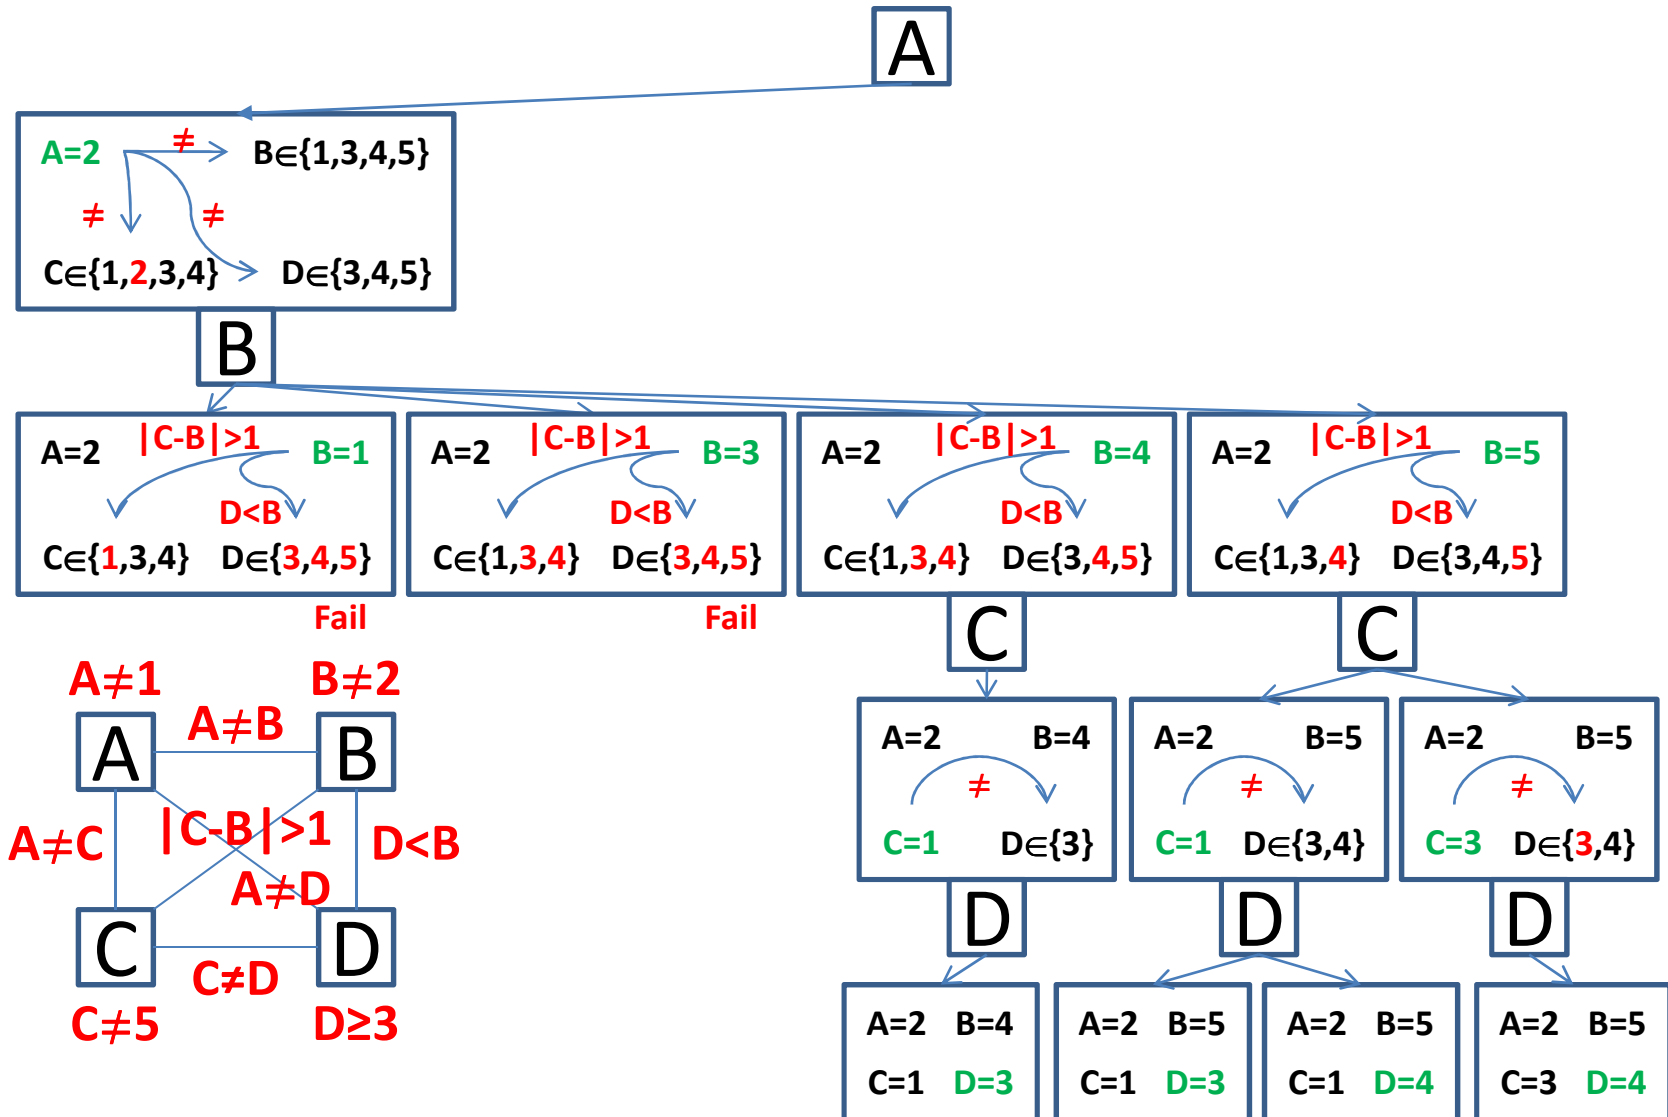 A
A=2 ≠ B∈{1,3,4,5}
≠ ≠
C∈{1,2,3,4} D∈{3,4,5}
B
A=2 |C-B|>1 B=1
D<B
C∈{1,3,4} D∈{3,4,5}
Fail
A=2 |C-B|>1 B=3
D<B
C∈{1,3,4} D∈{3,4,5}
Fail
A=2 |C-B|>1 B=4
D<B
C∈{1,3,4} D∈{3,4,5}
C
A=2 |C-B|>1 B=5
D<B
C∈{1,3,4} D∈{3,4,5}
C
A=2 B=4
≠
C=1 D∈{3}
D
A=2 B=5
≠
C=1 D∈{3,4}
D
A=2 B=5
≠
C=3 D∈{3,4}
D
A=2 B=4
C=1 D=3
A=2 B=5
C=1 D=3
A=2 B=5
C=1 D=4
A=2 B=5
C=3 D=4
A≠1 B≠2
A≠B
A B
A≠C |C-B|>1 D<B
A≠D
C D
C≠D
C≠5 D≥3